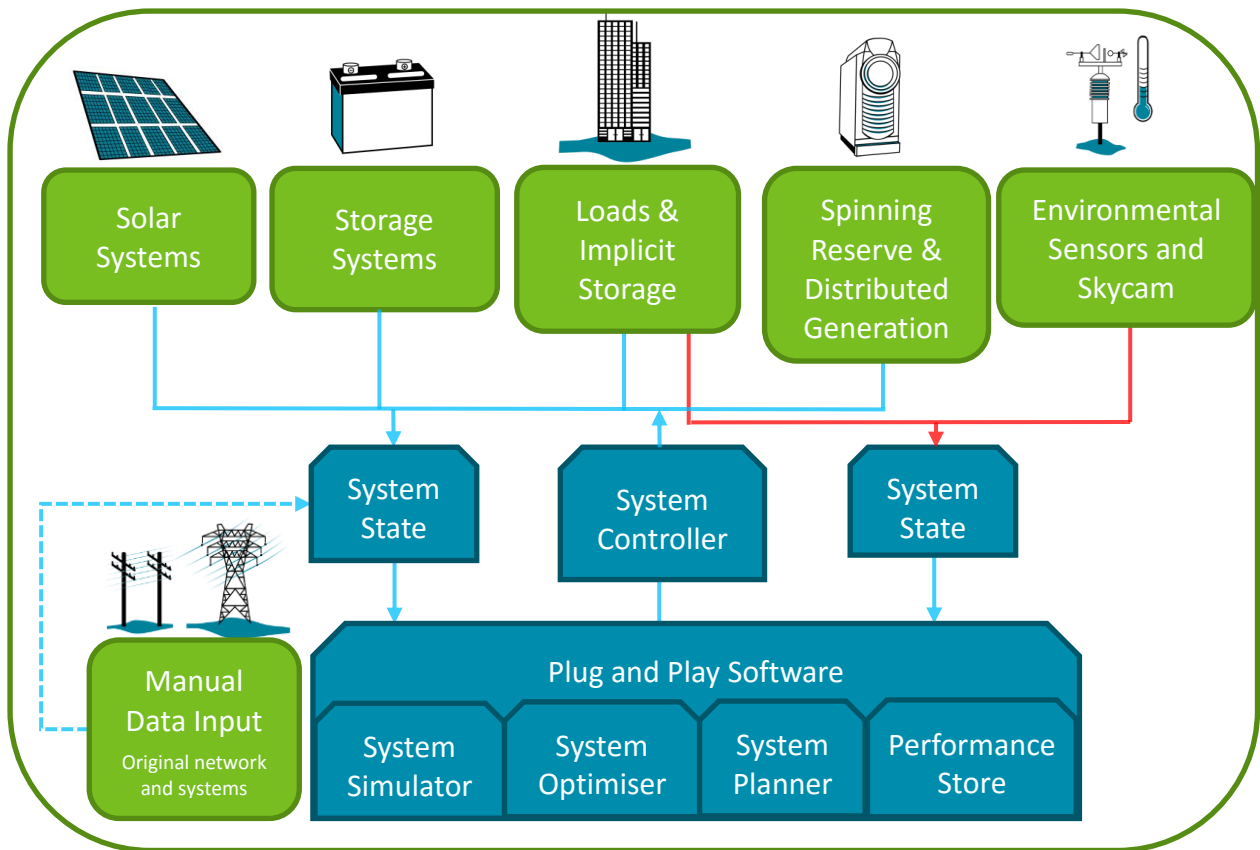 Solar
Systems
Storage
Systems
Loads &
Implicit
Storage
Spinning
Reserve &
Distributed
Generation
Environmental
Sensors and
Skycam
System
State
System
Controller
System
State
Manual
Data Input
Original network
and systems
Plug and Play Software
System
Simulator
System
Optimiser
System
Planner
Performance
Store